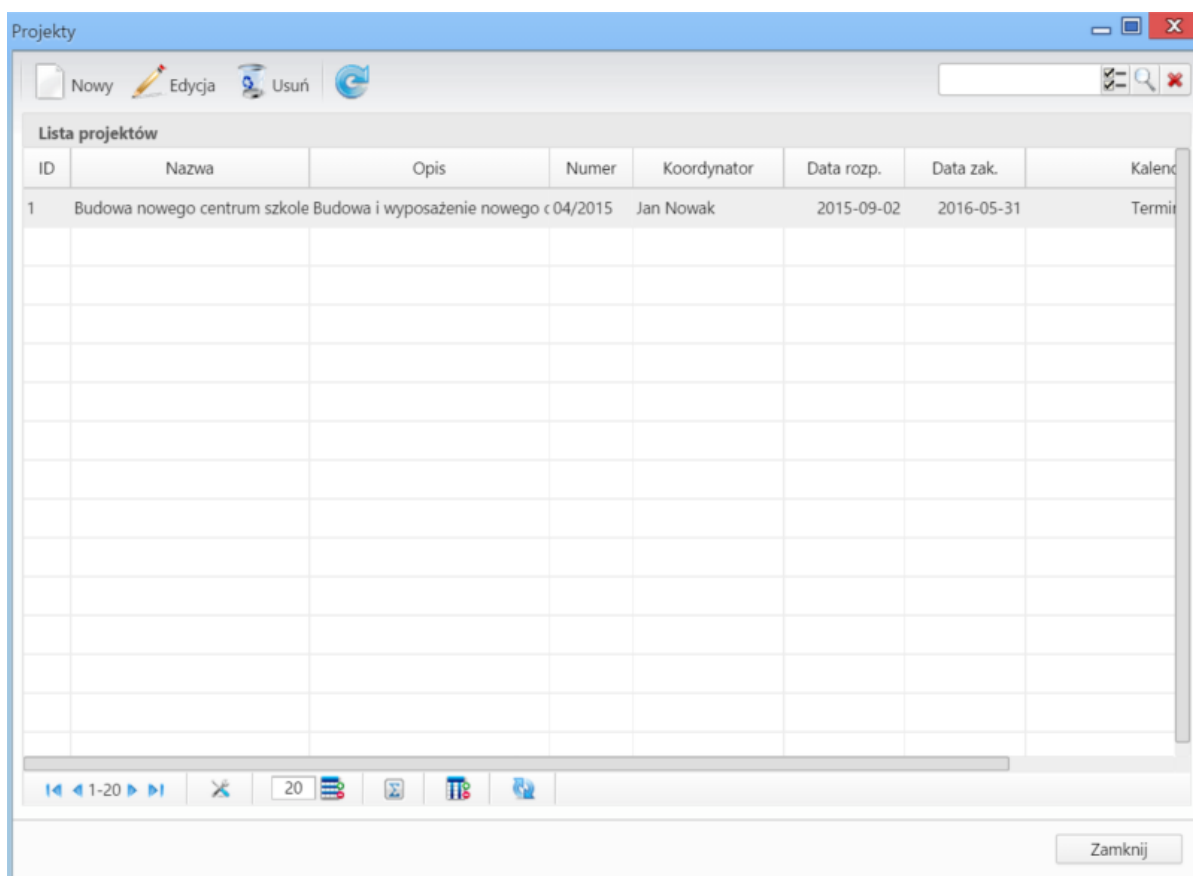 Projekty
Nowy Edycja Usuń
Lista projektów
ID Nazwa Opis Numer Koordynator Data rozp. Data zak. Kalend
1 Budowa nowego centrum szkole Budowa i wyposażenie nowego c 04/2015 Jan Nowak 2015-09-02 2016-05-31 Termin
1-20 20 Σ
Zamknij